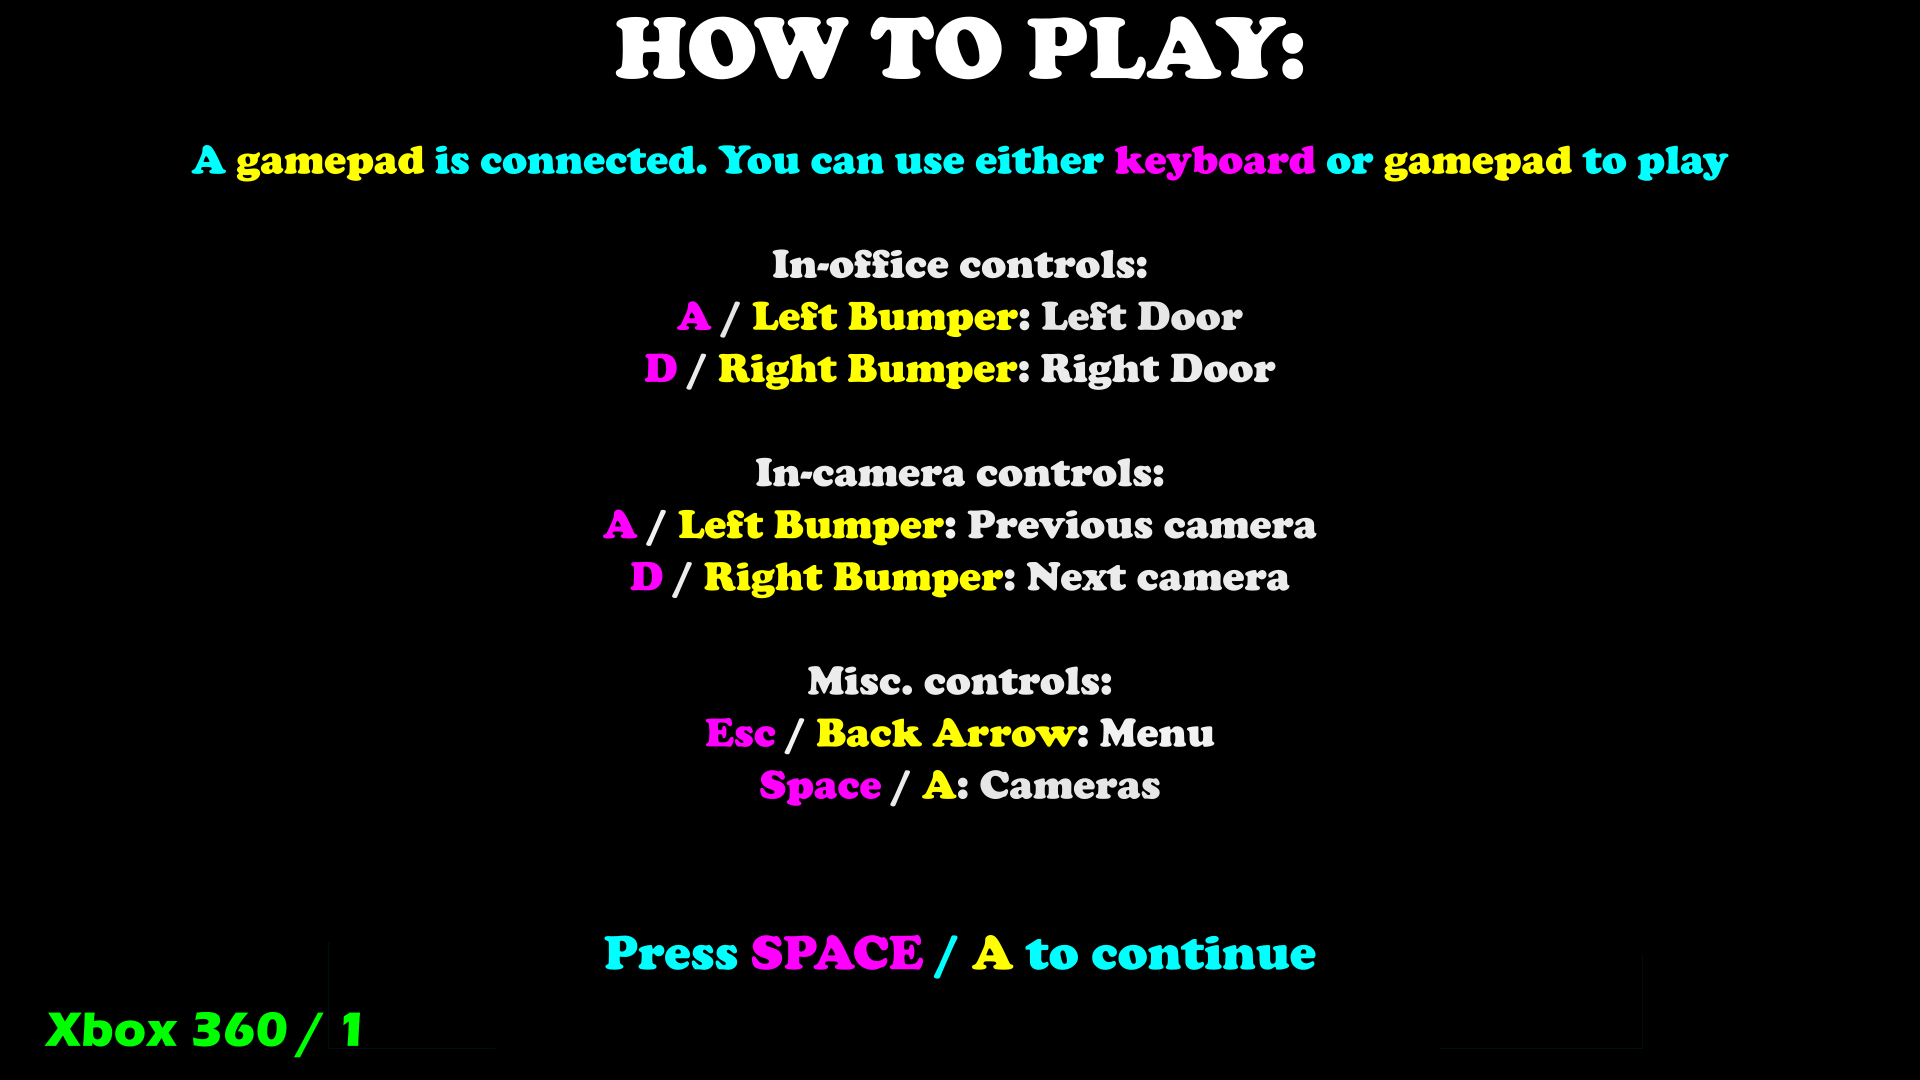 HOW TO PLAY:
A gamepad is connected. You can use either keyboard or gamepad to play
In-office controls:
A / Left Bumper: Left Door
D / Right Bumper: Right Door
In-camera controls:
A / Left Bumper: Previous camera
D / Right Bumper: Next camera
Misc. controls:
Esc / Back Arrow: Menu
Space / A: Cameras
Press SPACE / A to continue
Xbox 360 / 1